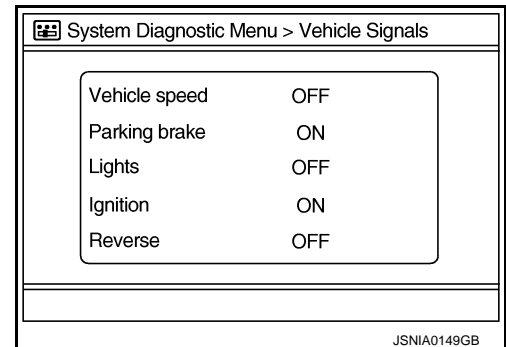 System Diagnostic Menu > Vehicle Signals
Vehicle speed OFF
Parking brake ON
Lights OFF
Ignition ON
Reverse OFF
JSNIA0149GB